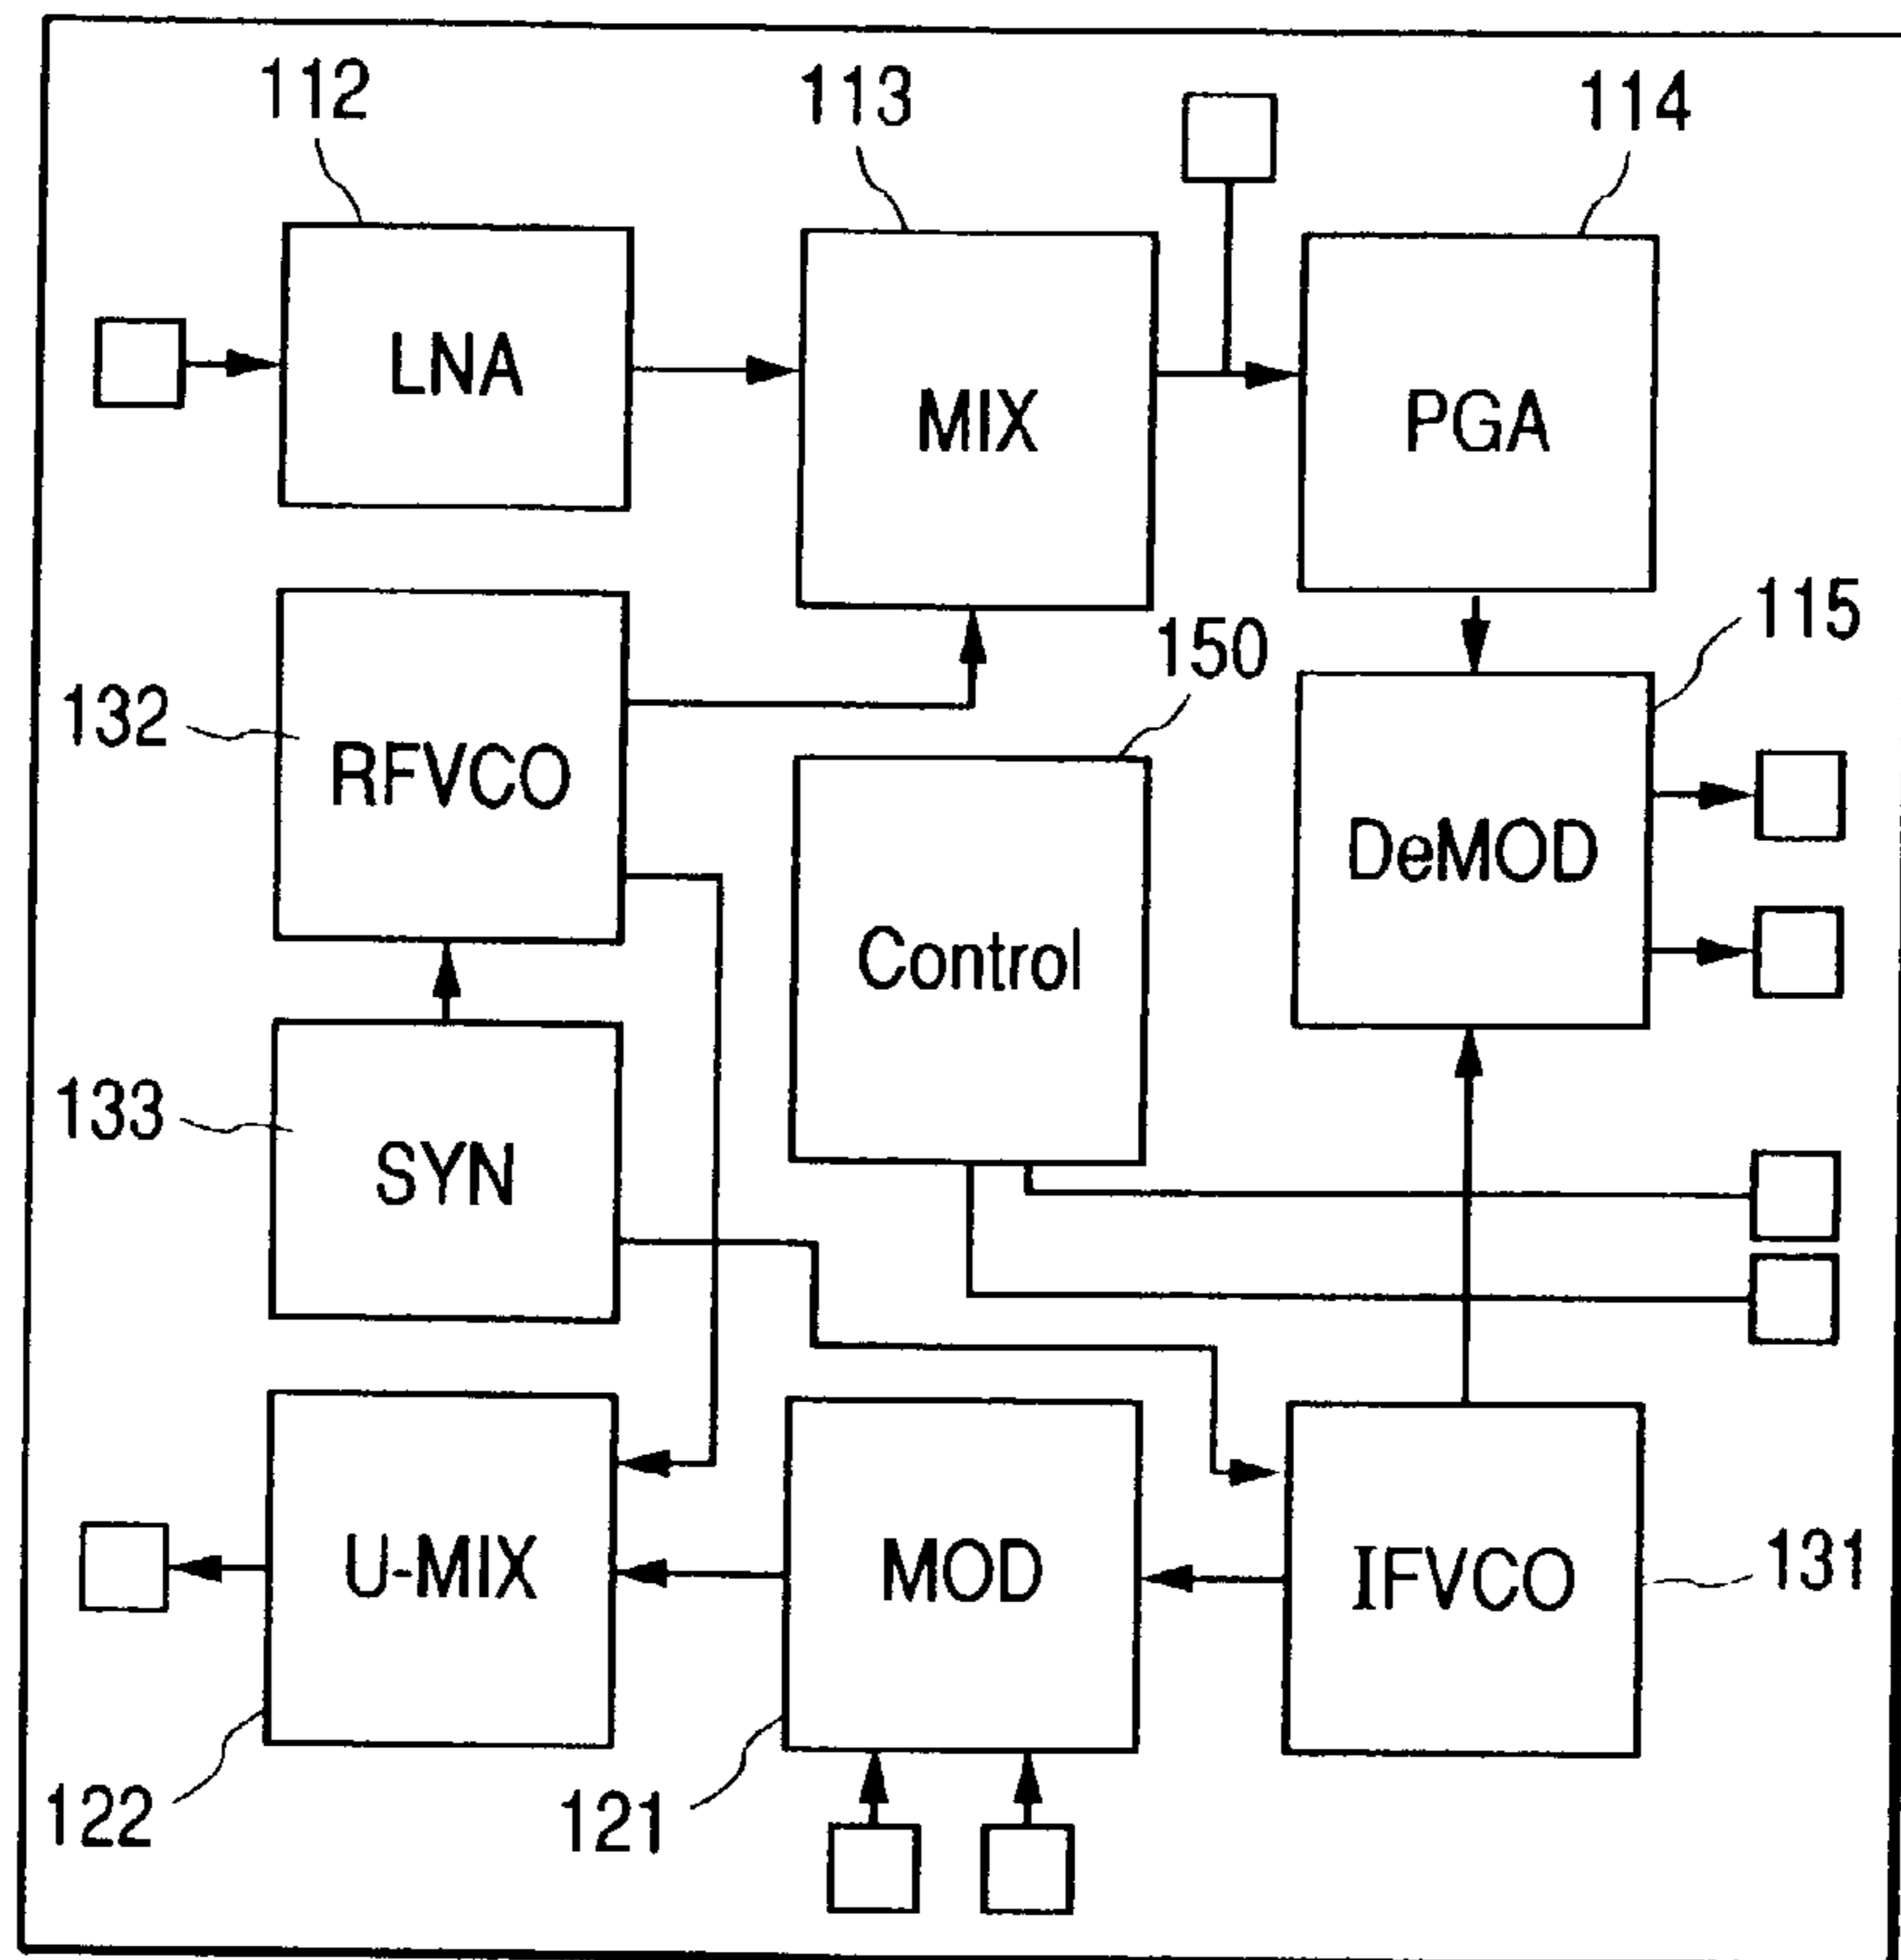 112
113
114
LNA
MIX
PGA
115
150
132
RFVCO
DeMOD
Control
133
SYN
U-MIX
MOD
IFVCO
131
122
121